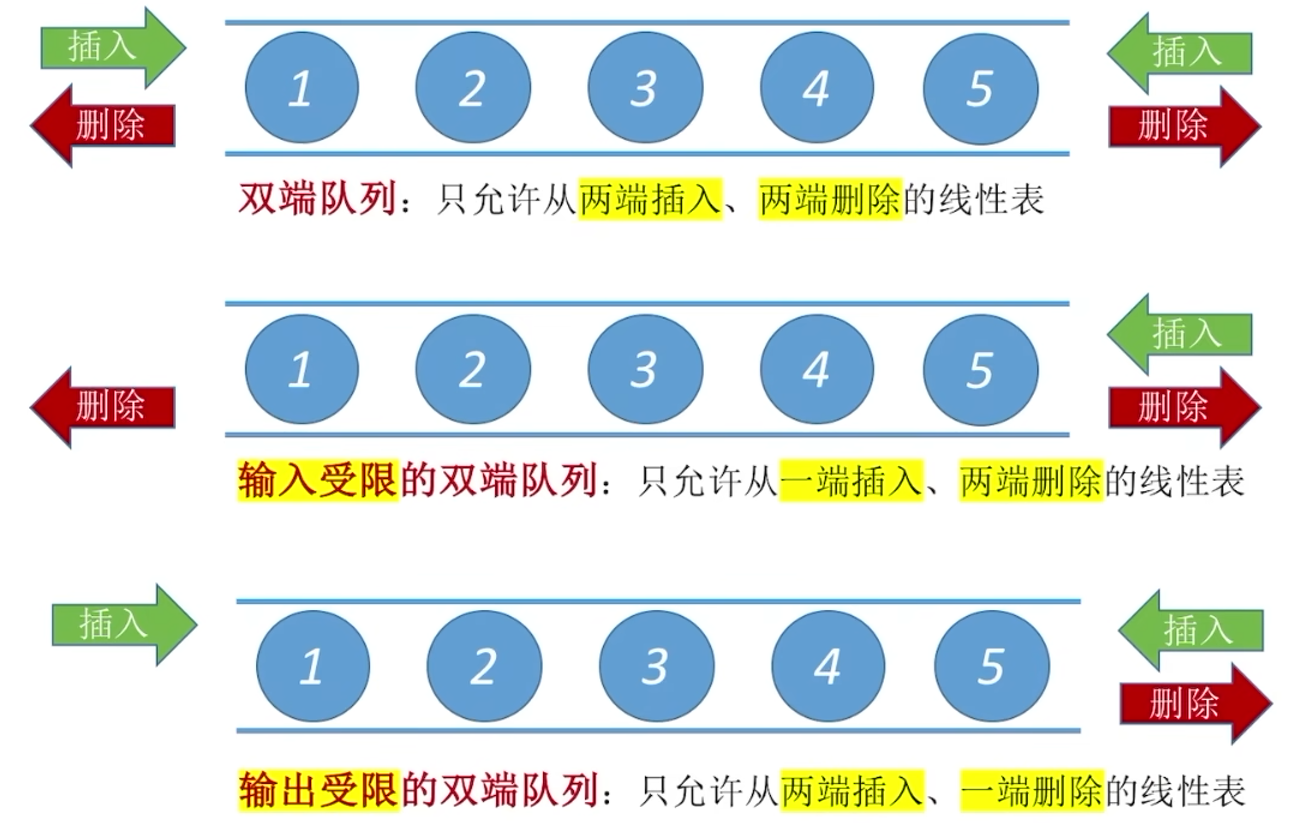 插入 1 2 3 4 5 插入
删除 删除
双端队列：只允许从两端插入、两端删除的线性表
插入
1 2 3 4 5
删除 删除
输入受限的双端队列：只允许从一端插入、两端删除的线性表
插入 插入
1 2 3 4 5
删除
输出受限的双端队列：只允许从两端插入、一端删除的线性表